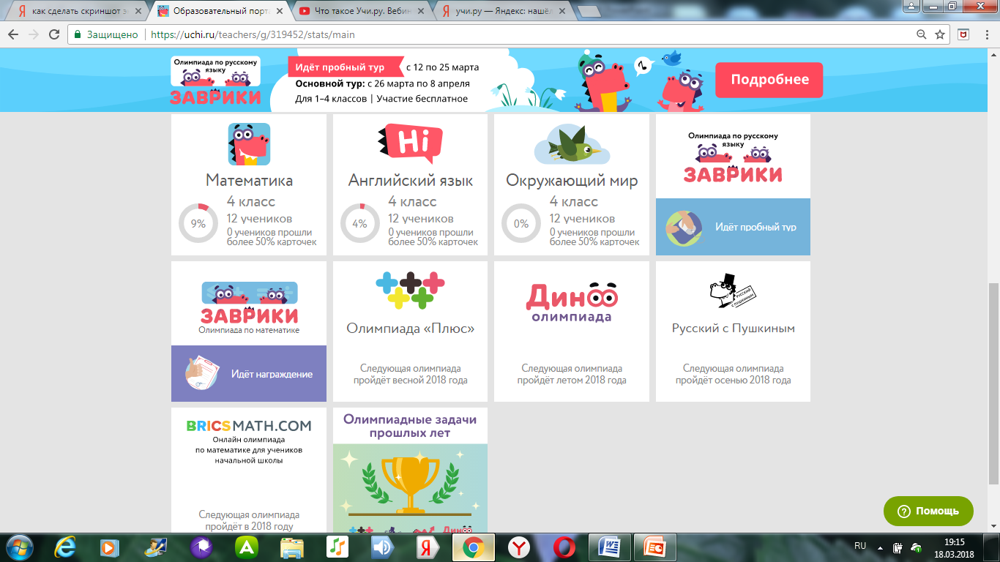 как сделать скриншот э
Образовательный порта
Что такое Учи.ру. Вебин
учи.ру — Яндекс: нашёл
Защищено
https://uchi.ru/teachers/g/319452/stats/main
Олимпиада по русскому
языку
ЗАВРИКИ
Идёт пробный тур с 12 по 25 марта
Основной тур: с 26 марта по 8 апреля
Для 1–4 классов | Участие бесплатное
Подробнее
Математика
4 класс
9%
12 учеников
0 учеников прошли
более 50% карточек
Hi
Английский язык
4 класс
4%
12 учеников
0 учеников прошли
более 50% карточек
Окружающий мир
4 класс
0%
12 учеников
0 учеников прошли
более 50% карточек
Олимпиада по русскому
языку
ЗАВРИКИ
Идёт пробный тур
ЗАВРИКИ
Олимпиада по математике
Идёт награждение
Олимпиада «Плюс»
Следующая олимпиада
пройдёт весной 2018 года
Дино
олимпиада
Следующая олимпиада
пройдёт летом 2018 года
РУССКИЙ
С ПУШКИНЫМ
Русский с Пушкиным
Следующая олимпиада
пройдёт осенью 2018 года
BRICSMATH.COM
Онлайн олимпиада
по математике для учеников
начальной школы
Следующая олимпиада
пройдёт в 2018 году
Олимпиадные задачи
прошлых лет
Дино
Помощь
RU
19:15
18.03.2018